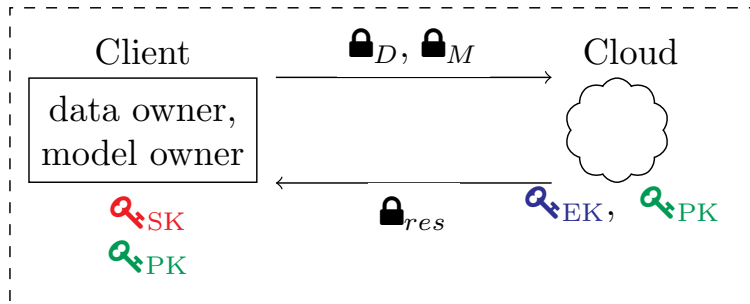 Client
D, M
Cloud
data owner,
model owner
res
SK
EK, PK
PK